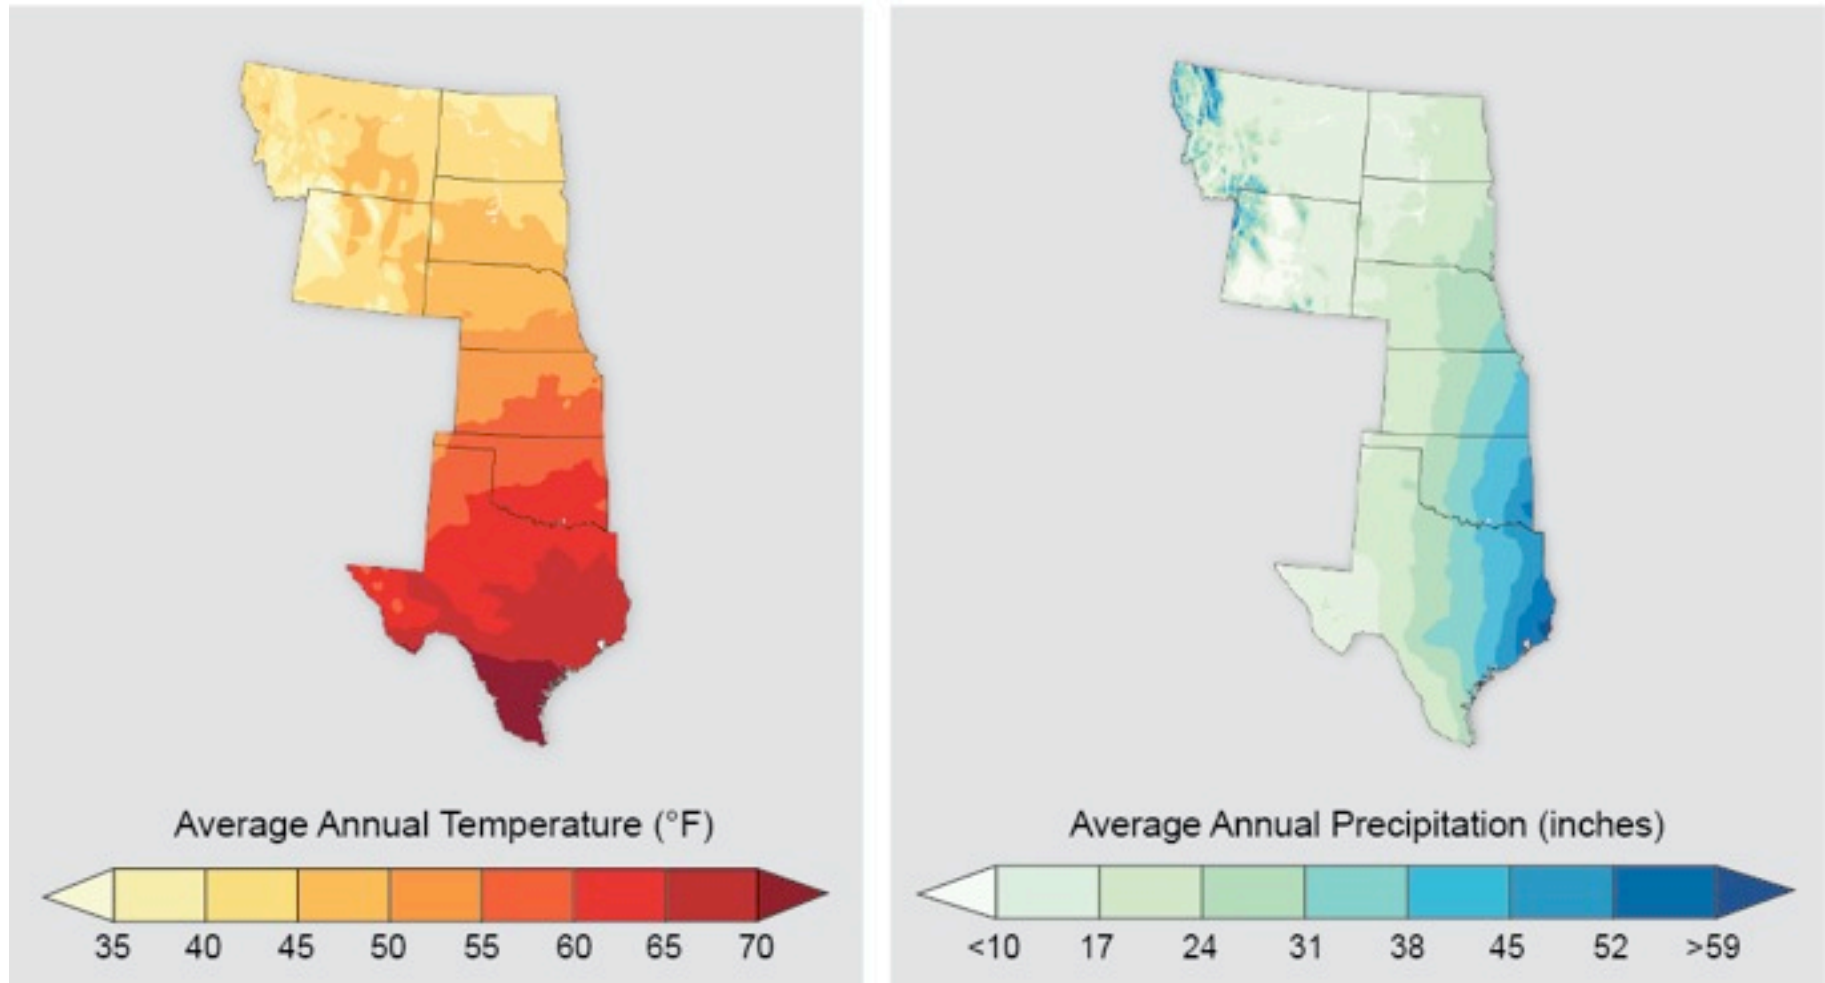 Average Annual Temperature (°F)
35 40 45 50 55 60 65 70
Average Annual Precipitation (inches)
<10 17 24 31 38 45 52 >59